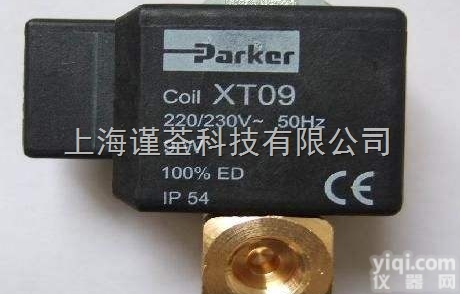 Parker
Coil XT09
220/230V~ 50Hz
上海谨荃科技有限公司
100% ED
IP 54
CE
yiqi.com
仪器网